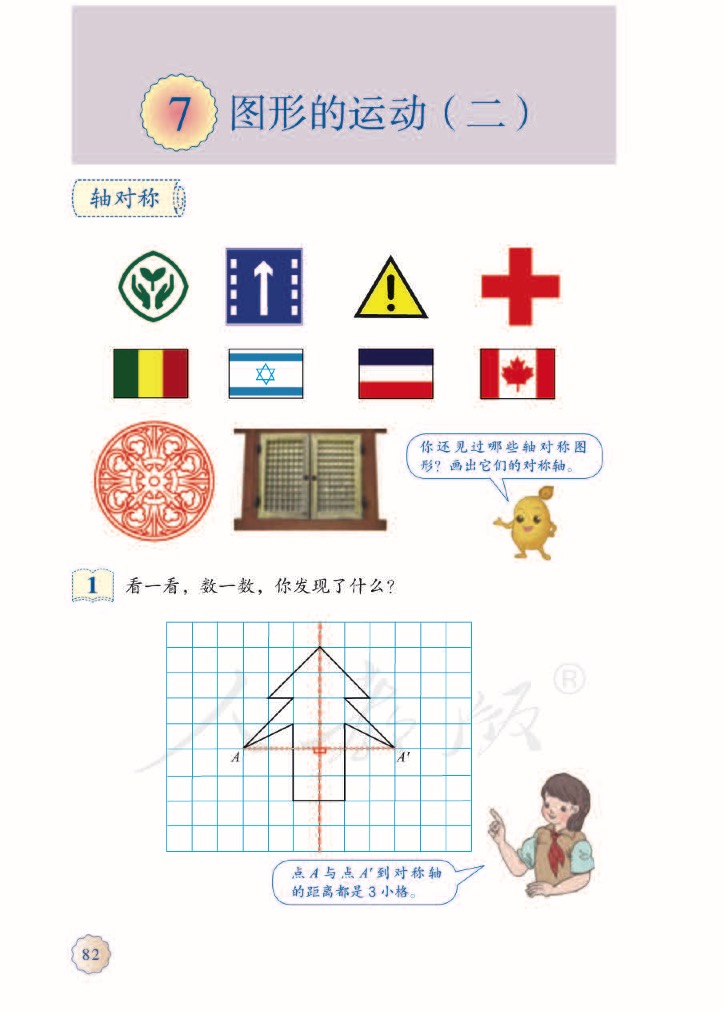 7 图形的运动（二）
轴对称
你还见过哪些轴对称图
形？画出它们的对称轴。
1 看一看，数一数，你发现了什么？
人教版®
A A′
点 A 与点 A′ 到对称轴
的距离都是 3 小格。
82